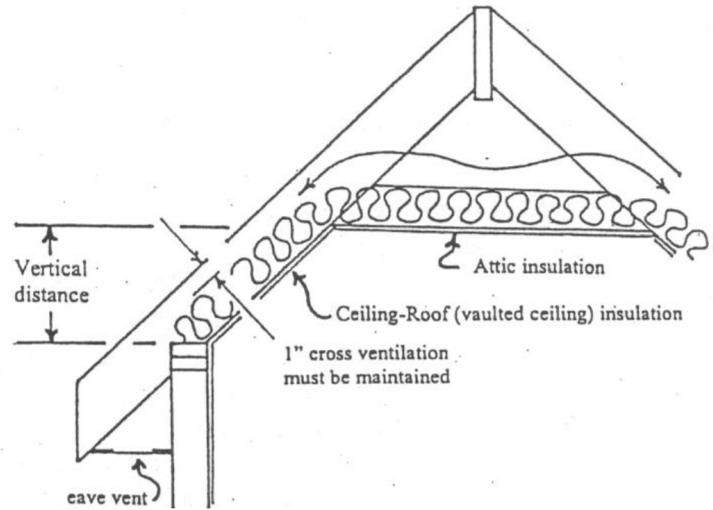 Vertical
distance
Attic insulation
Ceiling-Roof (vaulted ceiling) insulation
1” cross ventilation
must be maintained
eave vent